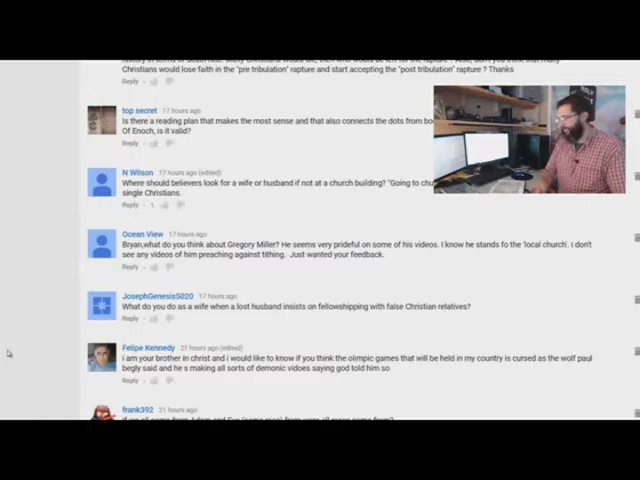 Christians would lose faith in the "pre tribulation" rapture and start accepting the "post tribulation" rapture ? Thanks
Reply
top secret 17 hours ago
Is there a reading plan that makes the most sense and that also connects the dots from
Of Enoch, is it valid?
Reply
N Wilson 17 hours ago (edited)
Where should believers look for a wife or husband if not at a church building? "Going to
single Christians.
Reply 1
Ocean View 17 hours ago
Bryan,what do you think about Gregory Miller? He seems very prideful on some of his videos. I know he stands fo the 'local church'. I don't
see any videos of him preaching against tithing. Just wanted your feedback.
Reply
JosephGenesis5020 17 hours ago
What do you do as a wife when a lost husband insists on fellowshipping with false Christian relatives?
Reply
Felipe Kennedy 21 hours ago (edited)
i am your brother in christ and i would like to know if you think the olimpic games that will be held in my country is cursed as the wolf paul
begly said and he s making all sorts of demonic vidoes saying god told him so
Reply
frank392 21 hours ago